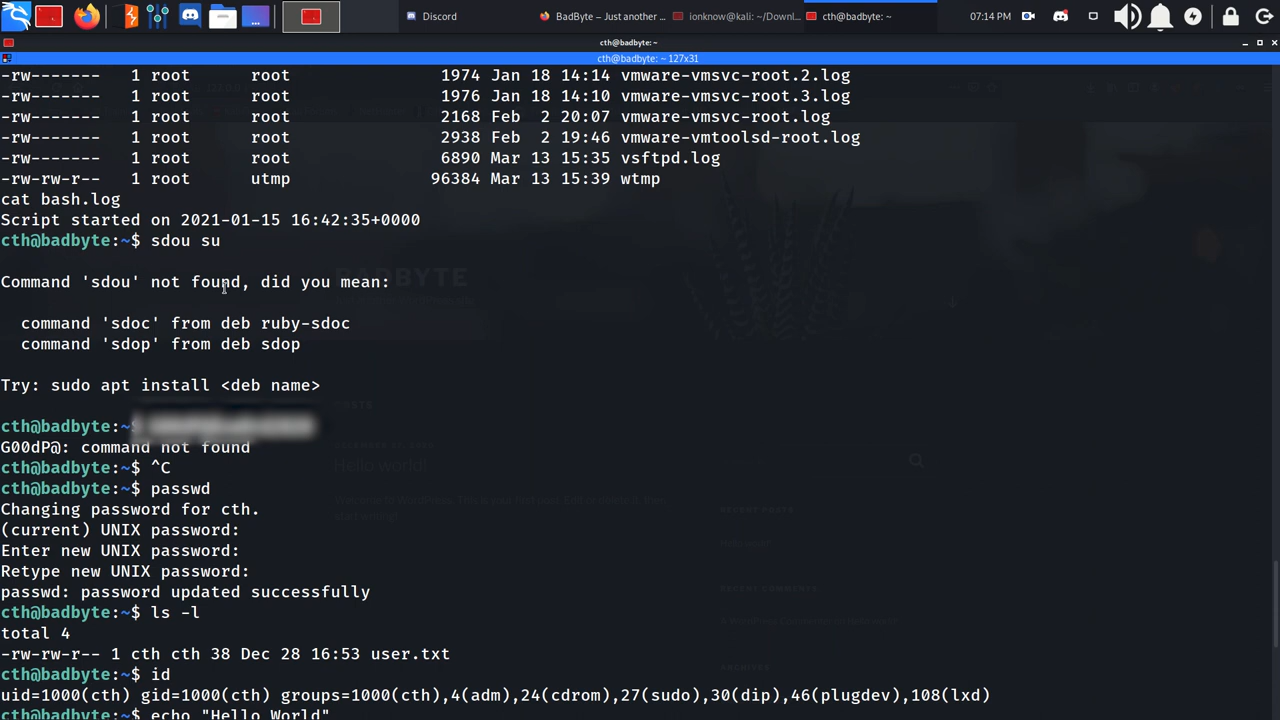 Discord
BadByte – Just another ...
ionknow@kali: ~/Downl...
cth@badbyte: ~
07:14 PM
cth@badbyte:~
cth@badbyte: ~ 127x31
-rw------- 1 root root 1974 Jan 18 14:14 vmware-vmsvc-root.2.log
-rw------- 1 root root 1976 Jan 18 14:10 vmware-vmsvc-root.3.log
-rw------- 1 root root 2168 Feb 2 20:07 vmware-vmsvc-root.log
-rw------- 1 root root 2938 Feb 2 19:46 vmware-vmtoolsd-root.log
-rw------- 1 root root 6890 Mar 13 15:35 vsftpd.log
-rw-rw-r-- 1 root utmp 96384 Mar 13 15:39 wtmp
cat bash.log
Script started on 2021-01-15 16:42:35+0000
cth@badbyte:~$ sdou su
BADBYTE
Command 'sdou' not found, did you mean:
command 'sdoc' from deb ruby-sdoc
command 'sdop' from deb sdop
Try: sudo apt install <deb name>
cth@badbyte:~$
G00dP@: command not found
cth@badbyte:~$ ^C
Hello world!
cth@badbyte:~$ passwd
Changing password for cth.
(current) UNIX password:
Enter new UNIX password:
Retype new UNIX password:
passwd: password updated successfully
cth@badbyte:~$ ls -l
total 4
-rw-rw-r-- 1 cth cth 38 Dec 28 16:53 user.txt
cth@badbyte:~$ id
uid=1000(cth) gid=1000(cth) groups=1000(cth),4(adm),24(cdrom),27(sudo),30(dip),46(plugdev),108(lxd)
cth@badbyte:~$ echo "Hello World"